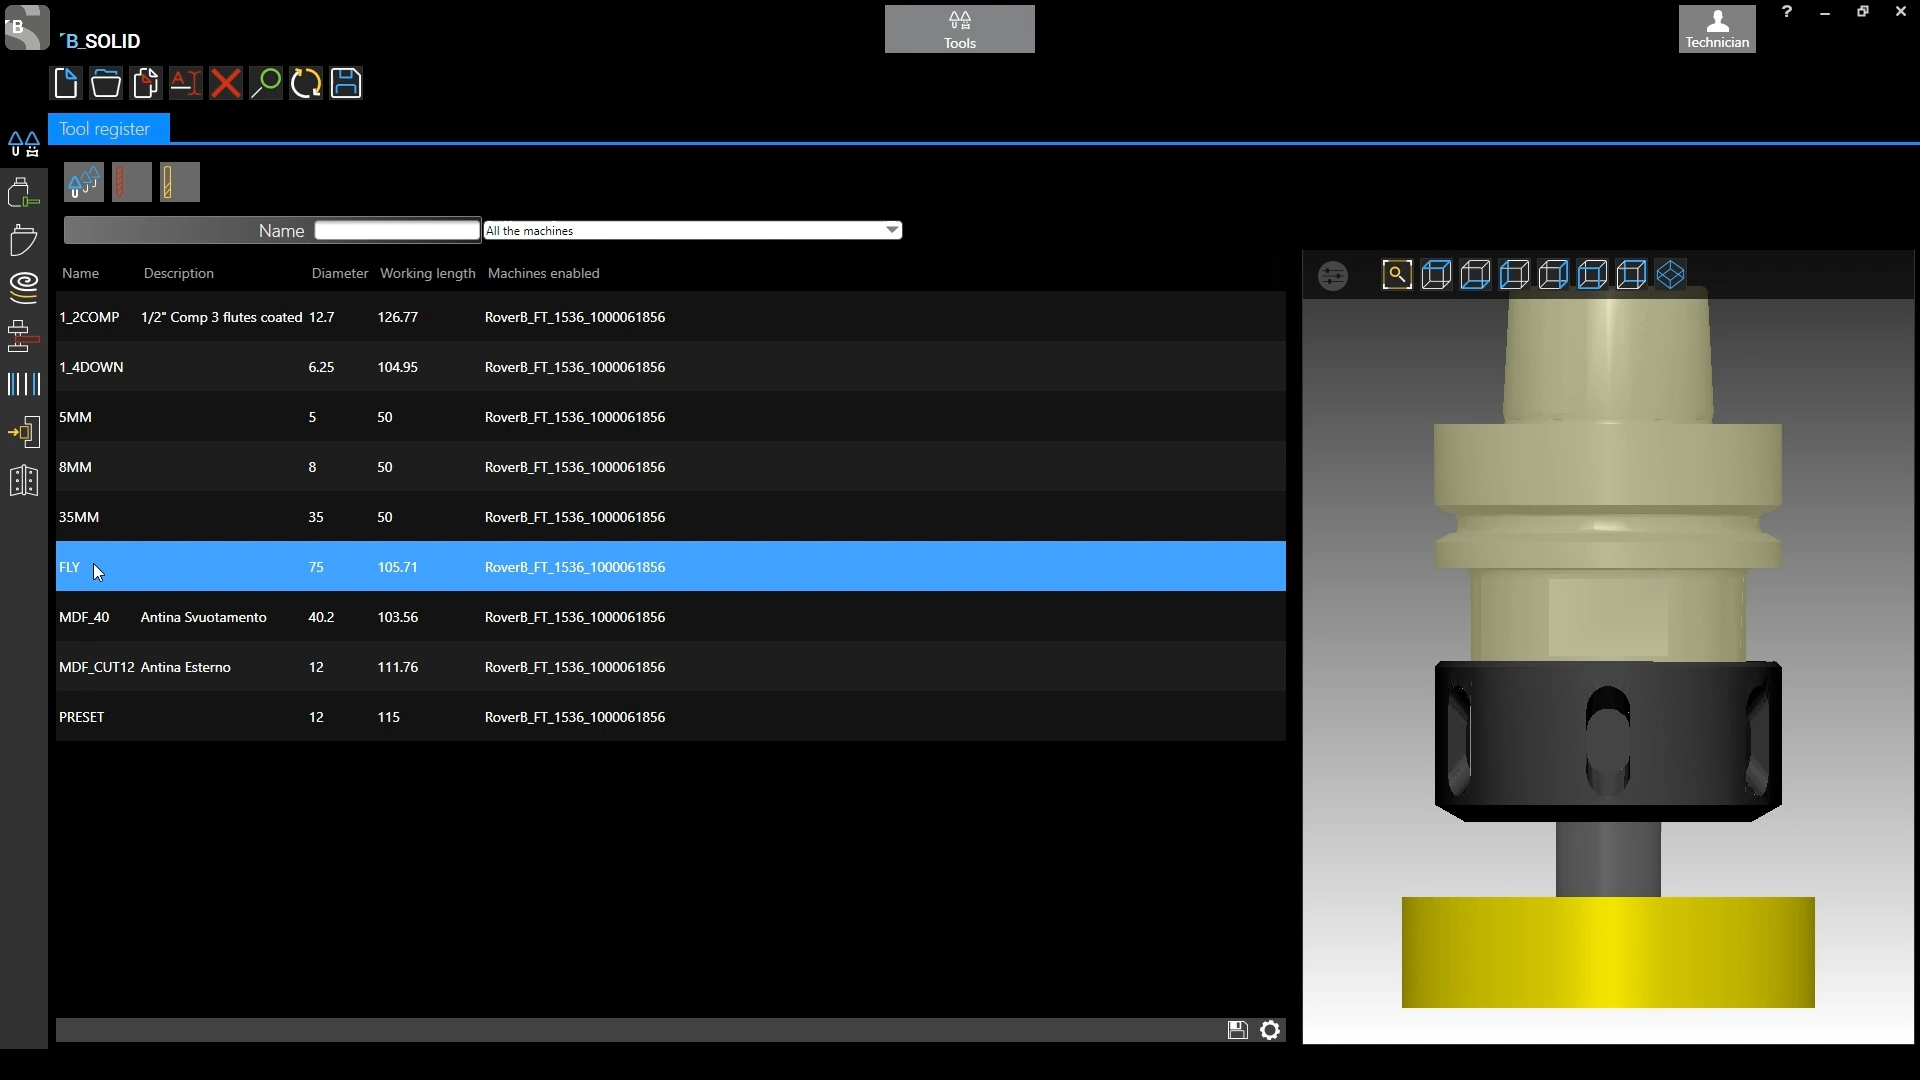 B
B_SOLID
Tools
Technician
?
Tool register
Name
All the machines
Name Description Diameter Working length Machines enabled
1_2COMP 1/2" Comp 3 flutes coated 12.7 126.77 RoverB_FT_1536_1000061856
1_4DOWN 6.25 104.95 RoverB_FT_1536_1000061856
5MM 5 50 RoverB_FT_1536_1000061856
8MM 8 50 RoverB_FT_1536_1000061856
35MM 35 50 RoverB_FT_1536_1000061856
FLY 75 105.71 RoverB_FT_1536_1000061856
MDF_40 Antina Svuotamento 40.2 103.56 RoverB_FT_1536_1000061856
MDF_CUT12 Antina Esterno 12 111.76 RoverB_FT_1536_1000061856
PRESET 12 115 RoverB_FT_1536_1000061856